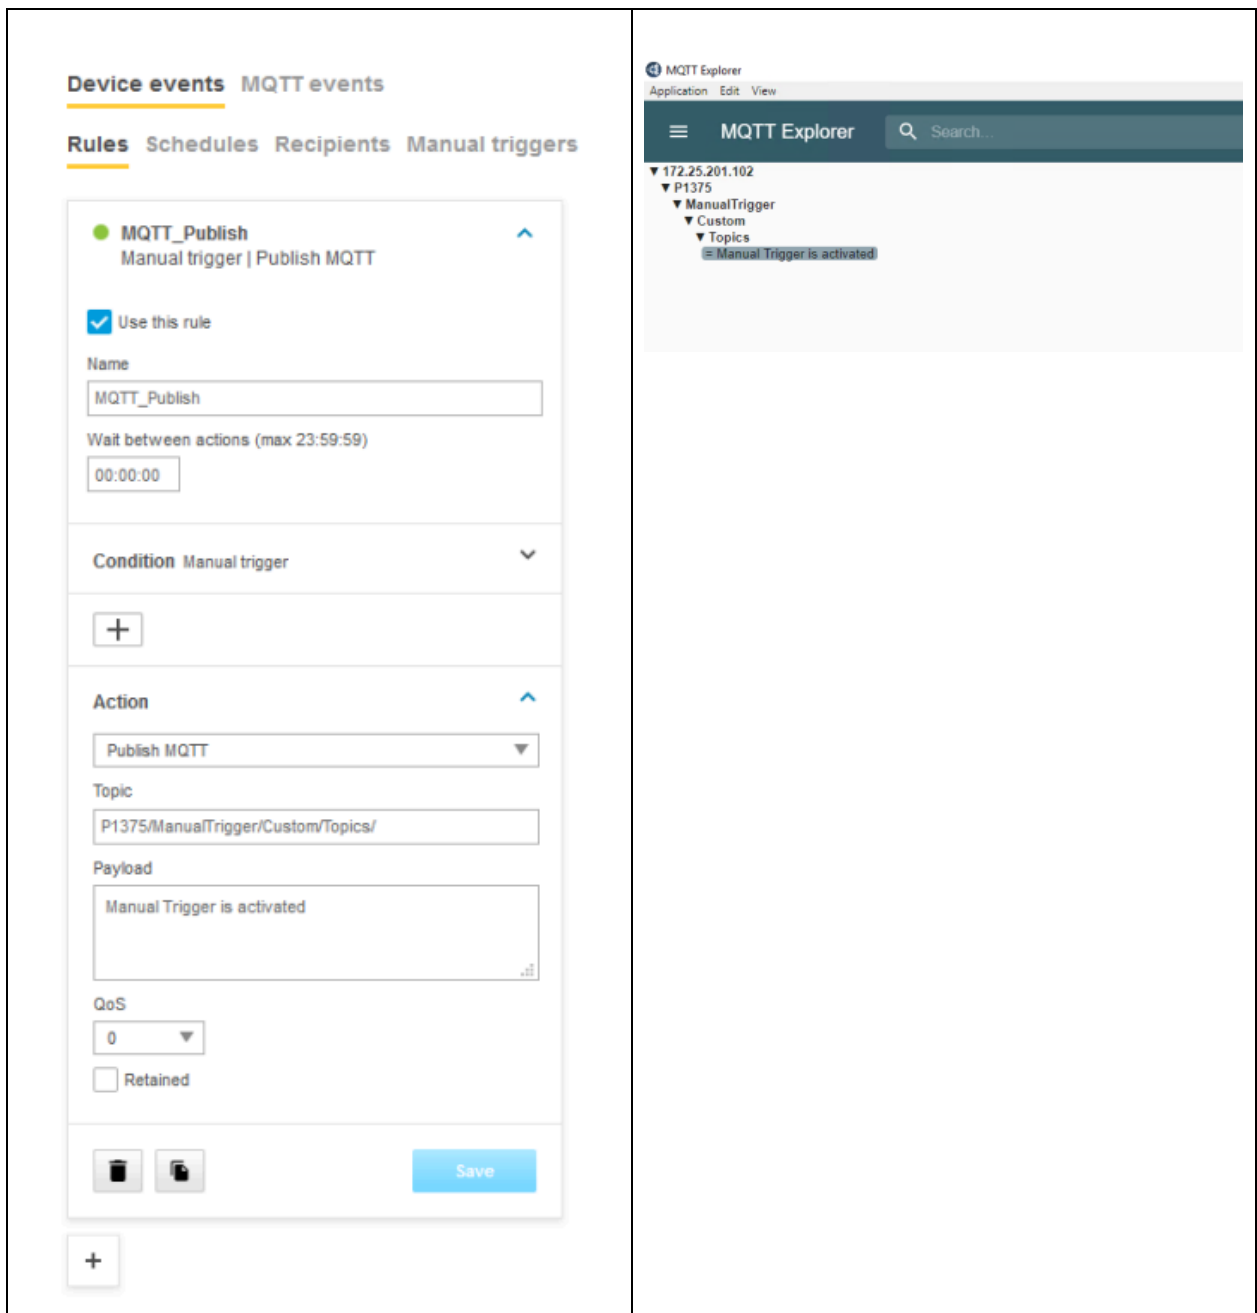 Device events MQTT events
Rules Schedules Recipients Manual triggers
MQTT_Publish
Manual trigger | Publish MQTT
Use this rule
Name
MQTT_Publish
Wait between actions (max 23:59:59)
00:00:00
Condition Manual trigger
Action
Publish MQTT
Topic
P1375/ManualTrigger/Custom/Topics/
Payload
Manual Trigger is activated
QoS
0
Retained
Save
MQTT Explorer
Application Edit View
MQTT Explorer
Search...
172.25.201.102
P1375
ManualTrigger
Custom
Topics
= Manual Trigger is activated